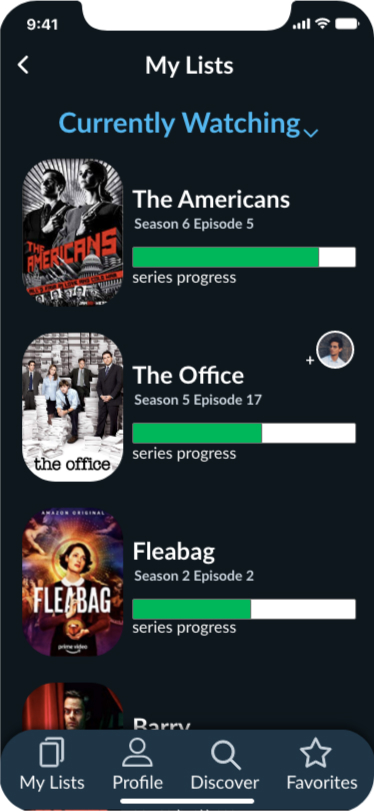 9:41
My Lists
Currently Watching
THE
AMERICANS
The Americans
Season 6 Episode 5
series progress
+
The Office
Season 5 Episode 17
series progress
the office
AMAZON ORIGINAL
FLEABAG
prime video
Fleabag
Season 2 Episode 2
series progress
Barry
My Lists
Profile
Discover
Favorites